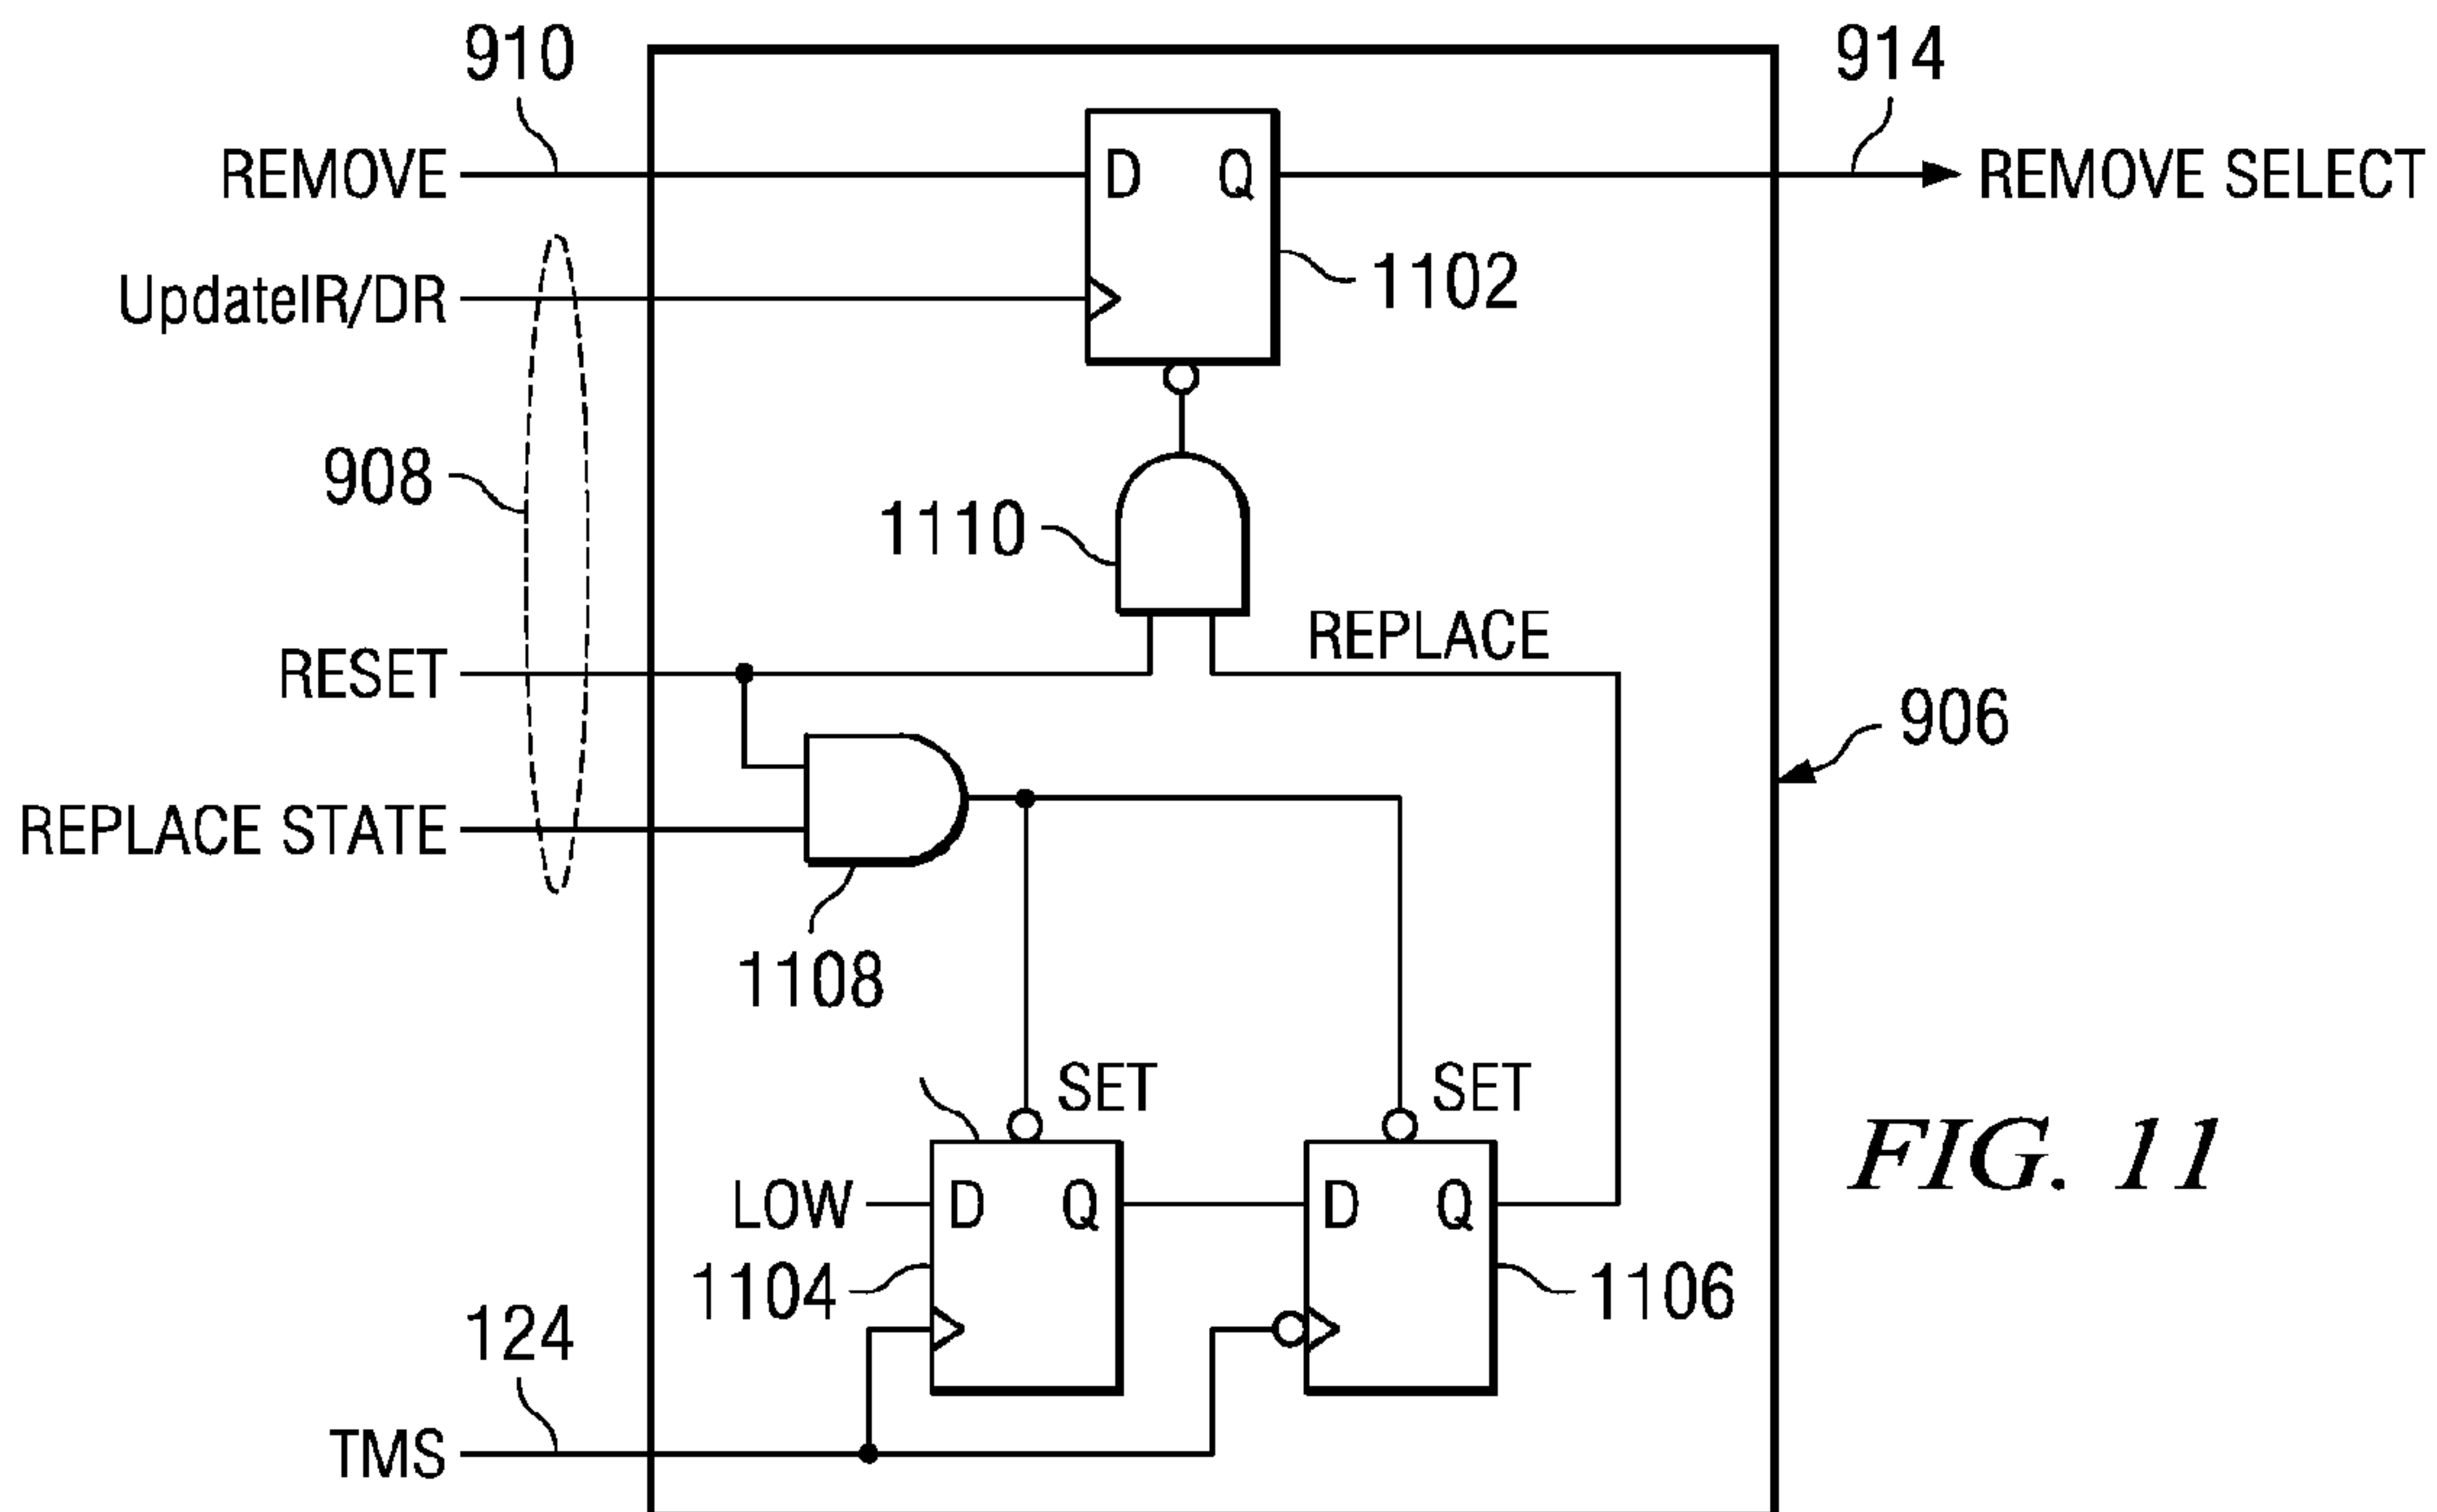 910
914
REMOVE
D Q
REMOVE SELECT
1102
UpdateIR/DR
908
1110
REPLACE
RESET
906
REPLACE STATE
1108
SET
SET
FIG. 11
LOW
D Q
D Q
1104
1106
124
TMS